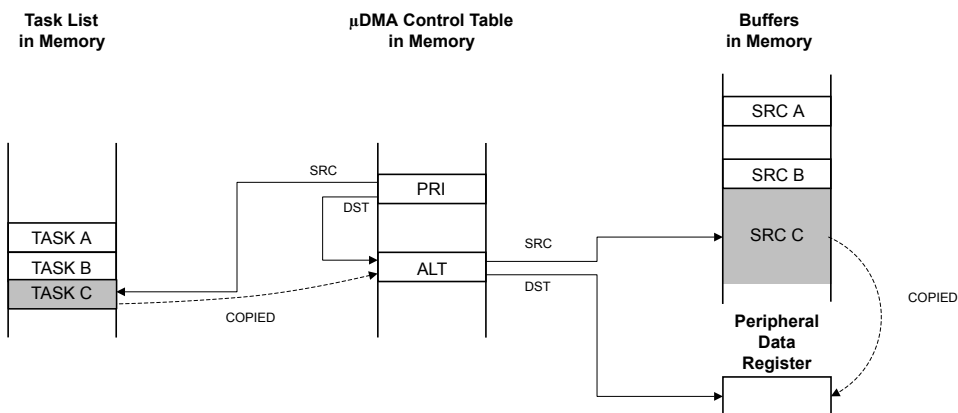 Task List
in Memory
µDMA Control Table
in Memory
Buffers
in Memory
SRC A
SRC B
SRC C
SRC
PRI
DST
TASK A
TASK B
TASK C
ALT
SRC
DST
COPIED
COPIED
Peripheral
Data
Register